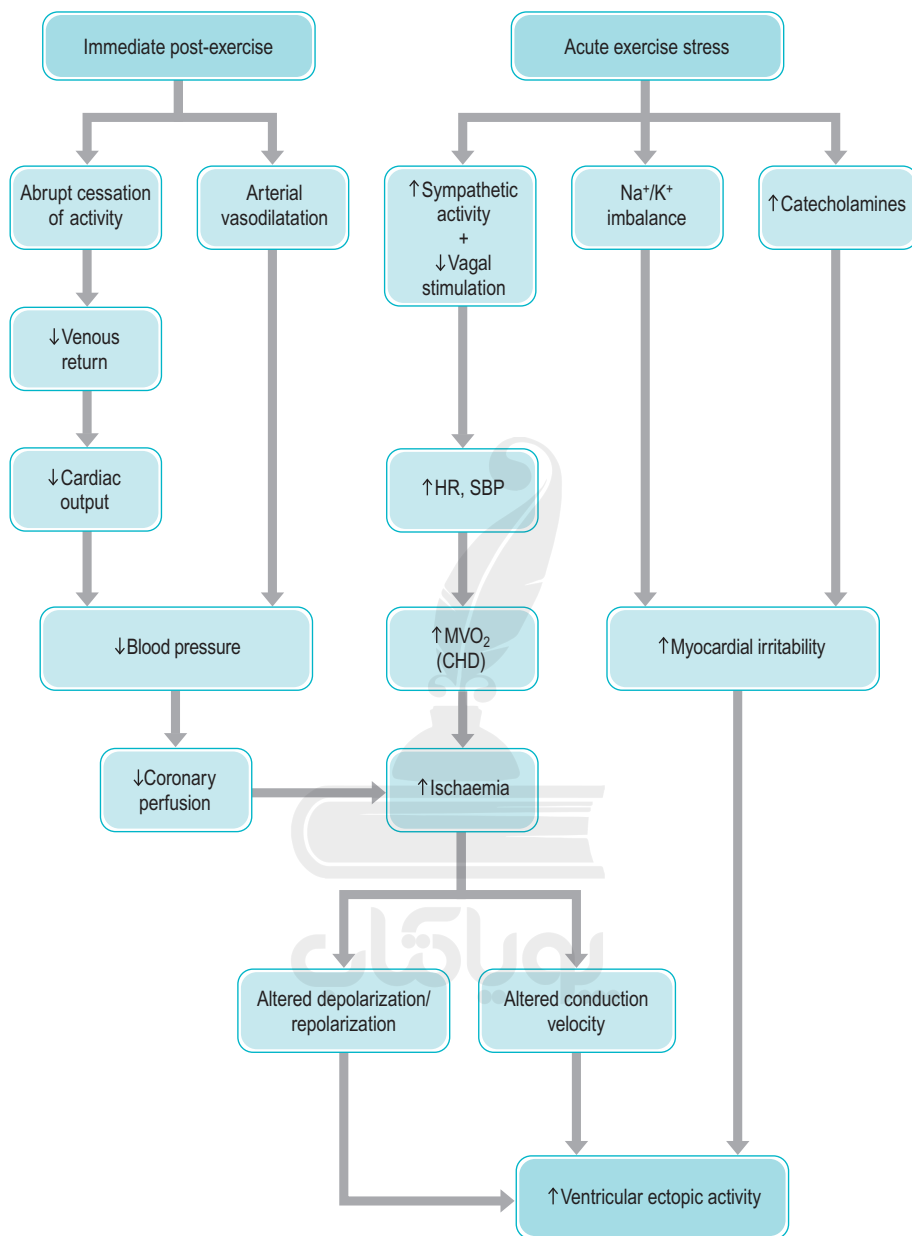 Immediate post-exercise
Acute exercise stress
Abrupt cessation
of activity
Arterial
vasodilatation
↑Sympathetic
activity
+
↓Vagal
stimulation
Na⁺/K⁺
imbalance
↑Catecholamines
↓Venous
return
↓Cardiac
output
↑HR, SBP
↓Blood pressure
↑MVO₂
(CHD)
↑Myocardial irritability
↓Coronary
perfusion
↑Ischaemia
پویاکتاب
Altered depolarization/
repolarization
Altered conduction
velocity
↑Ventricular ectopic activity